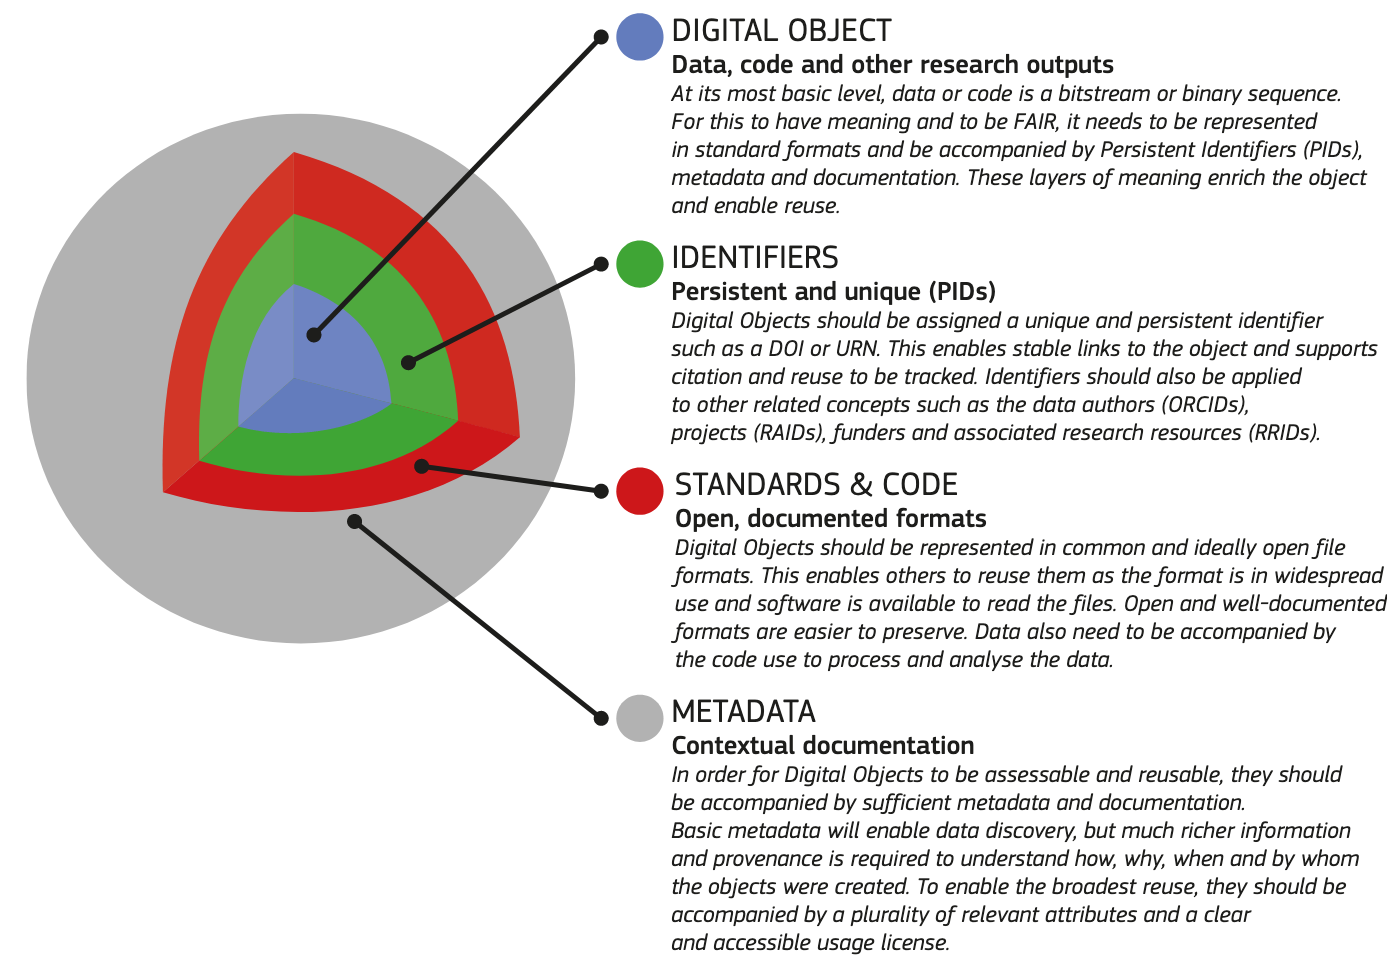 DIGITAL OBJECT
Data, code and other research outputs
At its most basic level, data or code is a bitstream or binary sequence.
For this to have meaning and to be FAIR, it needs to be represented
in standard formats and be accompanied by Persistent Identifiers (PIDs),
metadata and documentation. These layers of meaning enrich the object
and enable reuse.
IDENTIFIERS
Persistent and unique (PIDs)
Digital Objects should be assigned a unique and persistent identifier
such as a DOI or URN. This enables stable links to the object and supports
citation and reuse to be tracked. Identifiers should also be applied
to other related concepts such as the data authors (ORCIDs),
projects (RAIDs), funders and associated research resources (RRIDs).
STANDARDS & CODE
Open, documented formats
Digital Objects should be represented in common and ideally open file
formats. This enables others to reuse them as the format is in widespread
use and software is available to read the files. Open and well-documented
formats are easier to preserve. Data also need to be accompanied by
the code use to process and analyse the data.
METADATA
Contextual documentation
In order for Digital Objects to be assessable and reusable, they should
be accompanied by sufficient metadata and documentation.
Basic metadata will enable data discovery, but much richer information
and provenance is required to understand how, why, when and by whom
the objects were created. To enable the broadest reuse, they should be
accompanied by a plurality of relevant attributes and a clear
and accessible usage license.